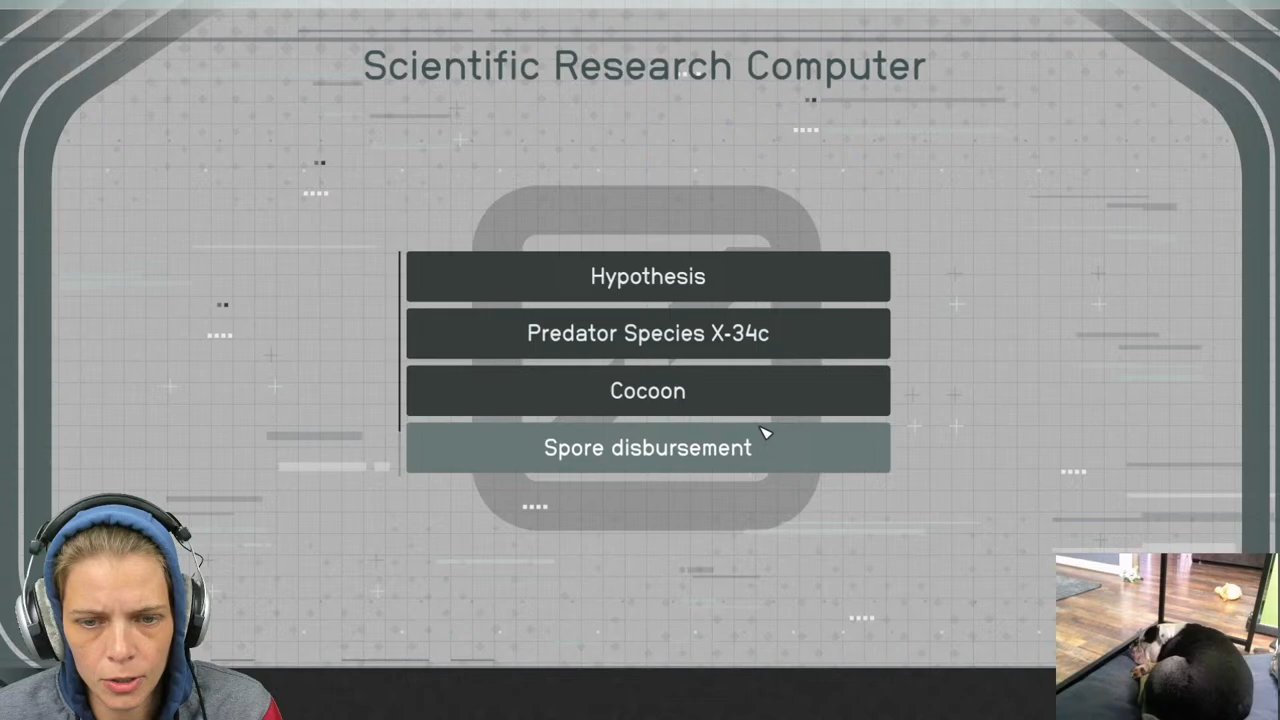 Scientific Research Computer
Hypothesis
Predator Species X-34c
Cocoon
Spore disbursement